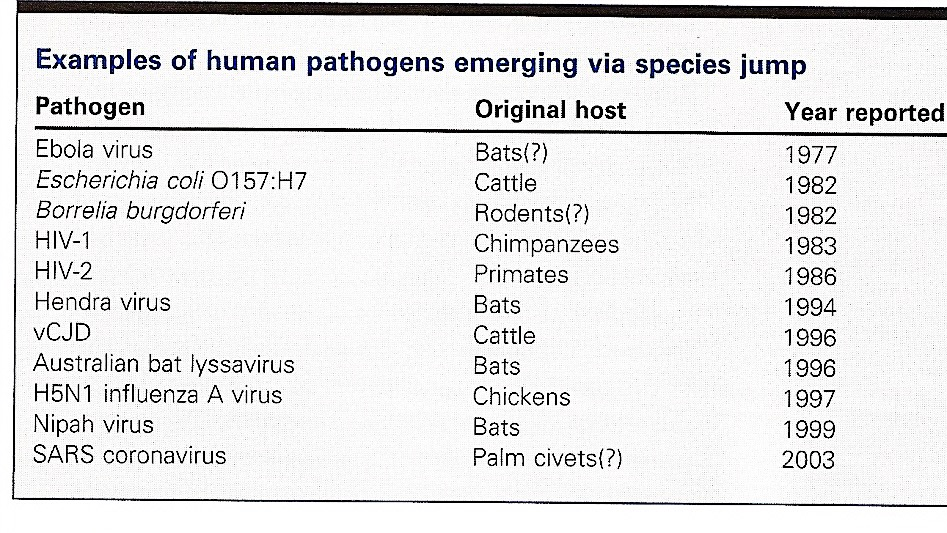 Examples of human pathogens emerging via species jump
Pathogen Original host Year reported
Ebola virus Bats(?) 1977
Escherichia coli O157:H7 Cattle 1982
Borrelia burgdorferi Rodents(?) 1982
HIV-1 Chimpanzees 1983
HIV-2 Primates 1986
Hendra virus Bats 1994
vCJD Cattle 1996
Australian bat lyssavirus Bats 1996
H5N1 influenza A virus Chickens 1997
Nipah virus Bats 1999
SARS coronavirus Palm civets(?) 2003